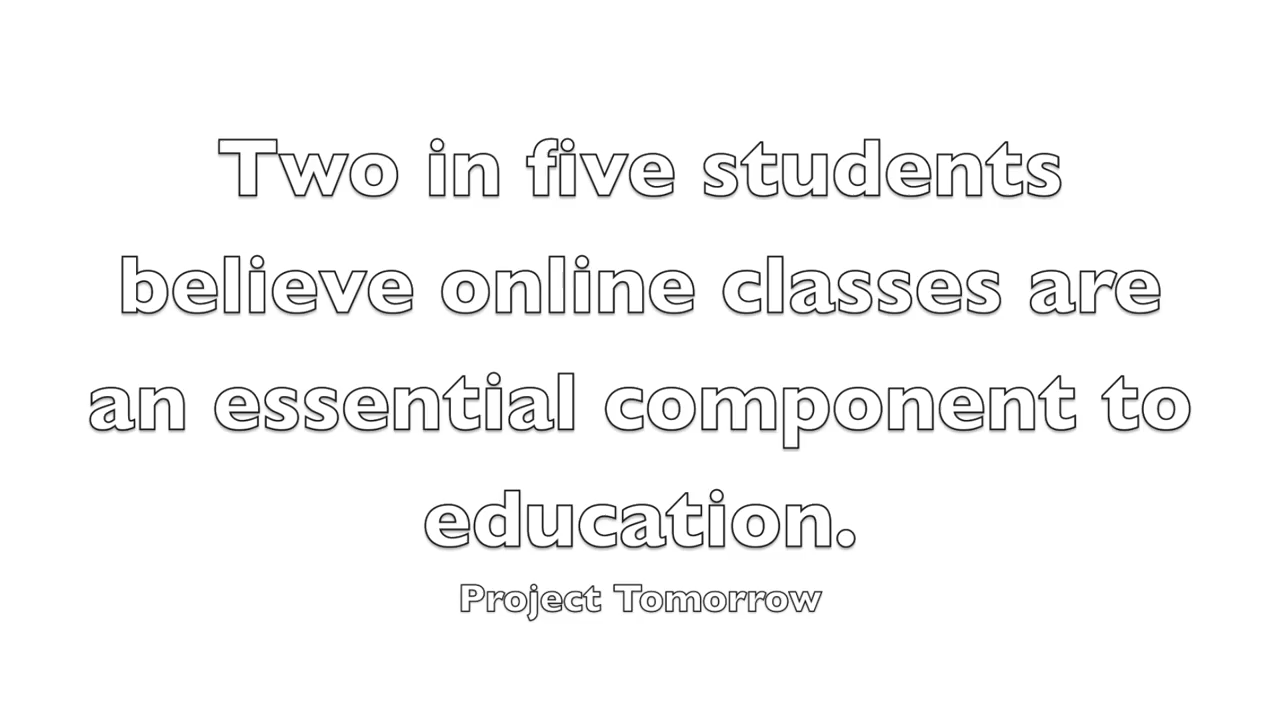 Two in five students
believe online classes are
an essential component to
education.
Project Tomorrow